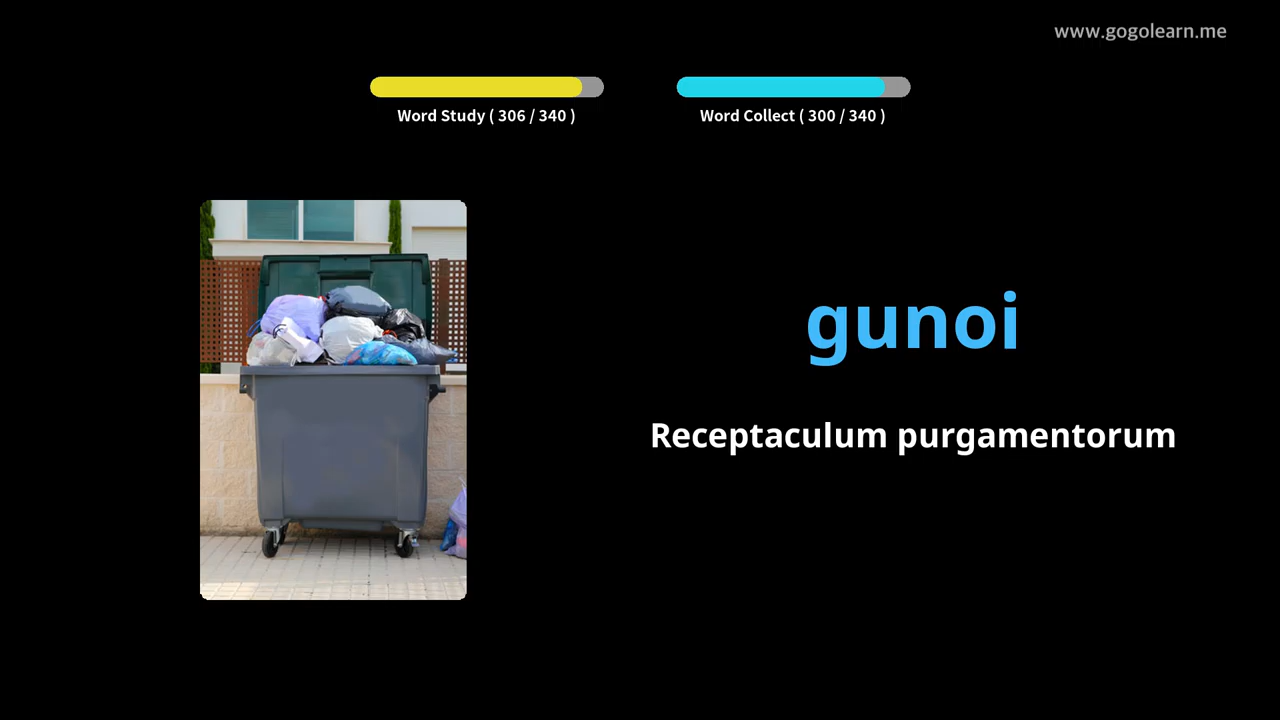 www.gogolearn.me
Word Study ( 306 / 340 )
Word Collect ( 300 / 340 )
gunoi
Receptaculum purgamentorum